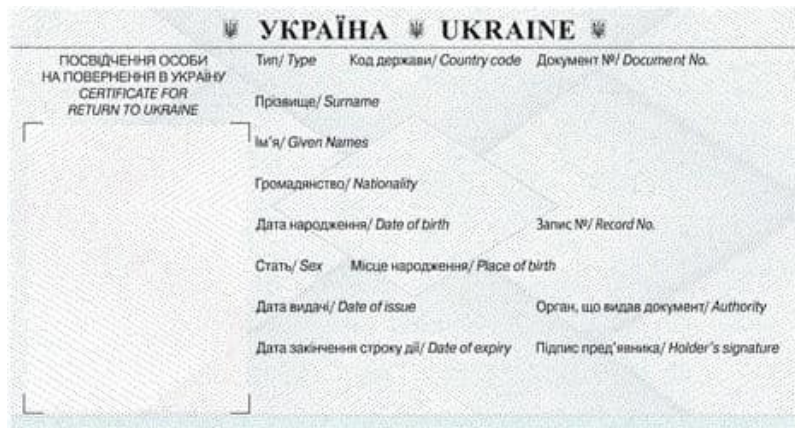 УКРАЇНА UKRAINE
ПОСВІДЧЕННЯ ОСОБИ
НА ПОВЕРНЕННЯ В УКРАЇНУ
CERTIFICATE FOR
RETURN TO UKRAINE
Тип/ Type Код держави/ Country code Документ №/ Document No.
Прізвище/ Surname
Ім'я/ Given Names
Громадянство/ Nationality
Дата народження/ Date of birth Запис №/ Record No.
Стать/ Sex Місце народження/ Place of birth
Дата видачі/ Date of issue Орган, що видав документ/ Authority
Дата закінчення строку дії/ Date of expiry Підпис пред'явника/ Holder's signature